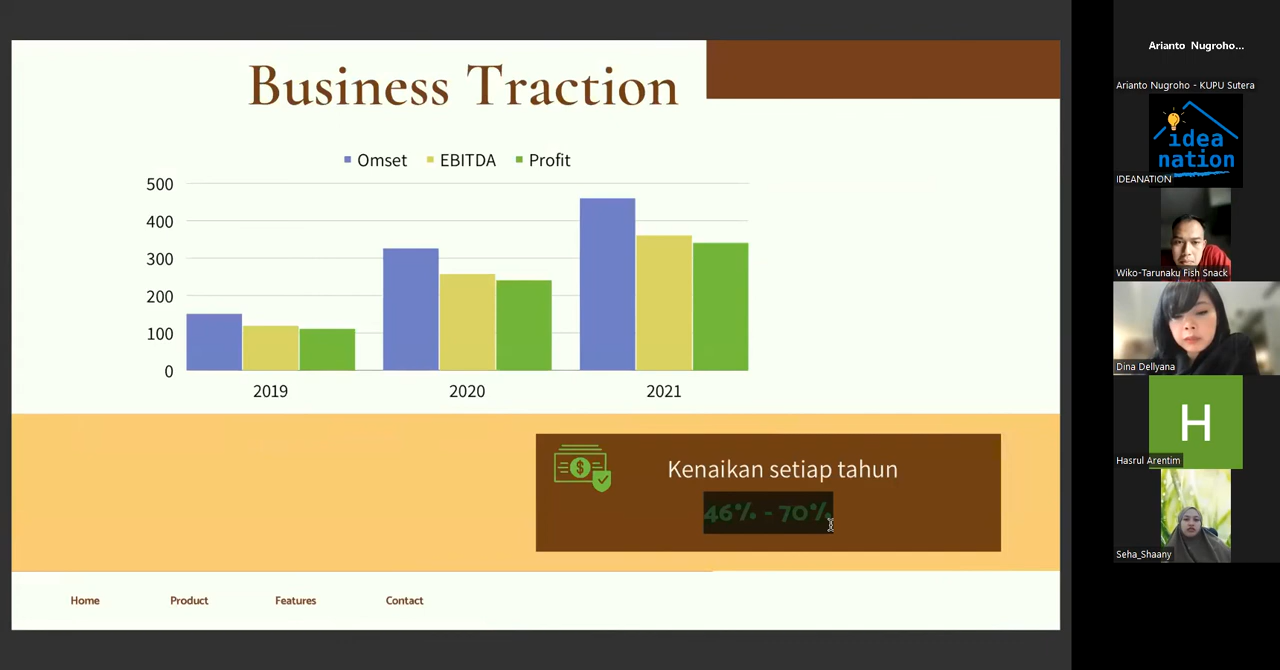 Business Traction
Omset EBITDA Profit
500
400
300
200
100
0
2019 2020 2021
Kenaikan setiap tahun
46% - 70%
Home Product Features Contact
Arianto Nugroho...
Arianto Nugroho - KUPU Sutera
idea
nation
IDEANATION
Wiko-Tarunaku Fish Snack
Dina Dellyana
H
Hasrul Arentim
Seha_Shaany